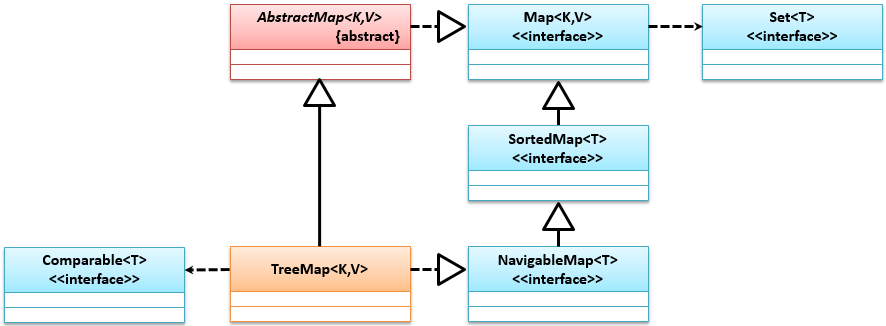 AbstractMap<K,V>
{abstract}
Map<K,V>
<<interface>>
Set<T>
<<interface>>
SortedMap<T>
<<interface>>
Comparable<T>
<<interface>>
TreeMap<K,V>
NavigableMap<T>
<<interface>>